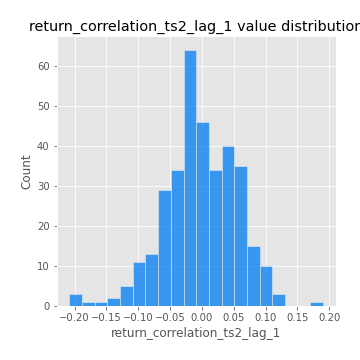 return_correlation_ts2_lag_1 value distribution
60
50
40
30
20
10
0
Count
−0.20 −0.15 −0.10 −0.05 0.00 0.05 0.10 0.15 0.20
return_correlation_ts2_lag_1